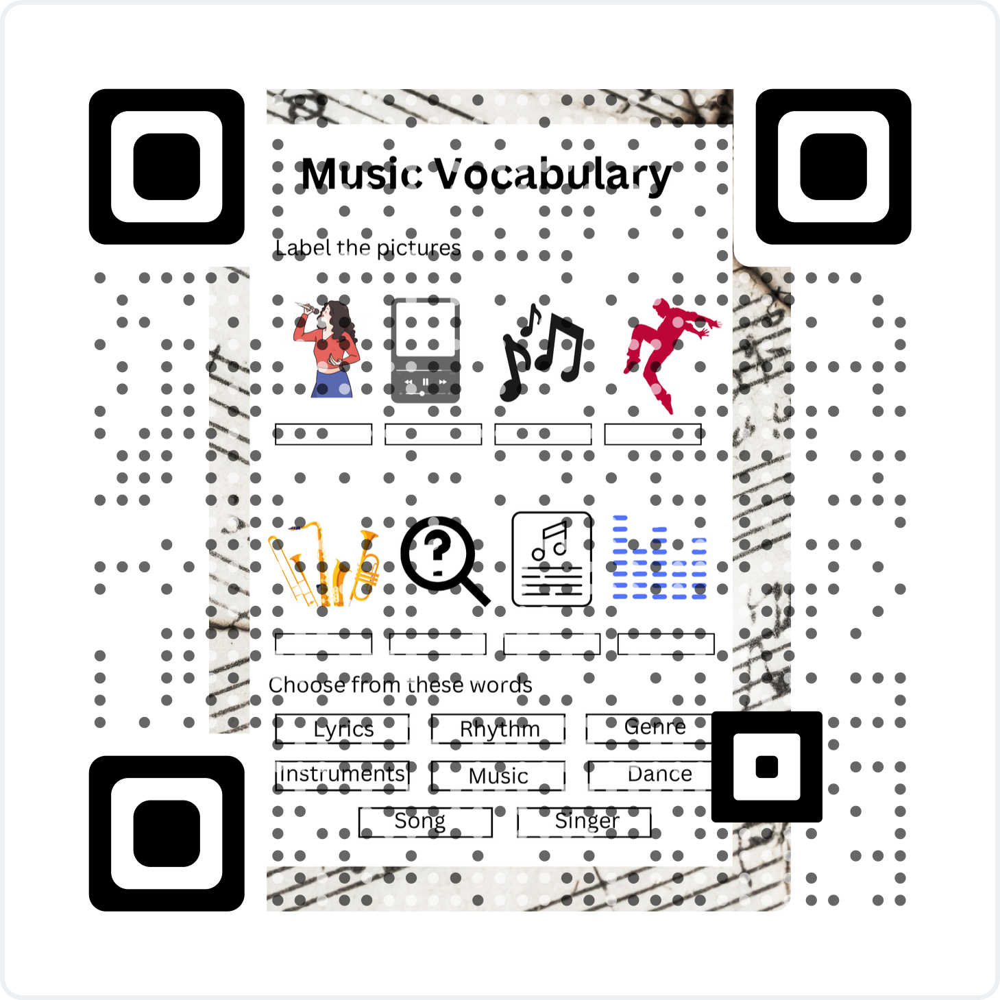 Music Vocabulary
Label the pictures
?
Choose from these words
Lyrics Rhythm Genre
Instruments Music Dance
Song Singer